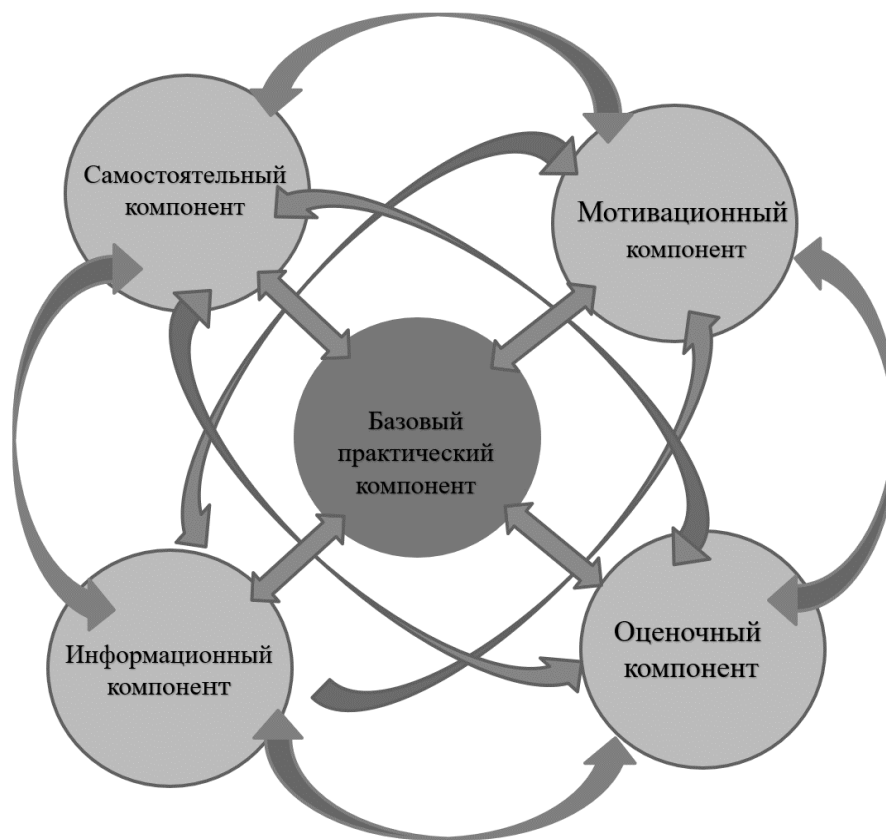 Самостоятельный
компонент
Мотивационный
компонент
Базовый
практический
компонент
Информационный
компонент
Оценочный
компонент